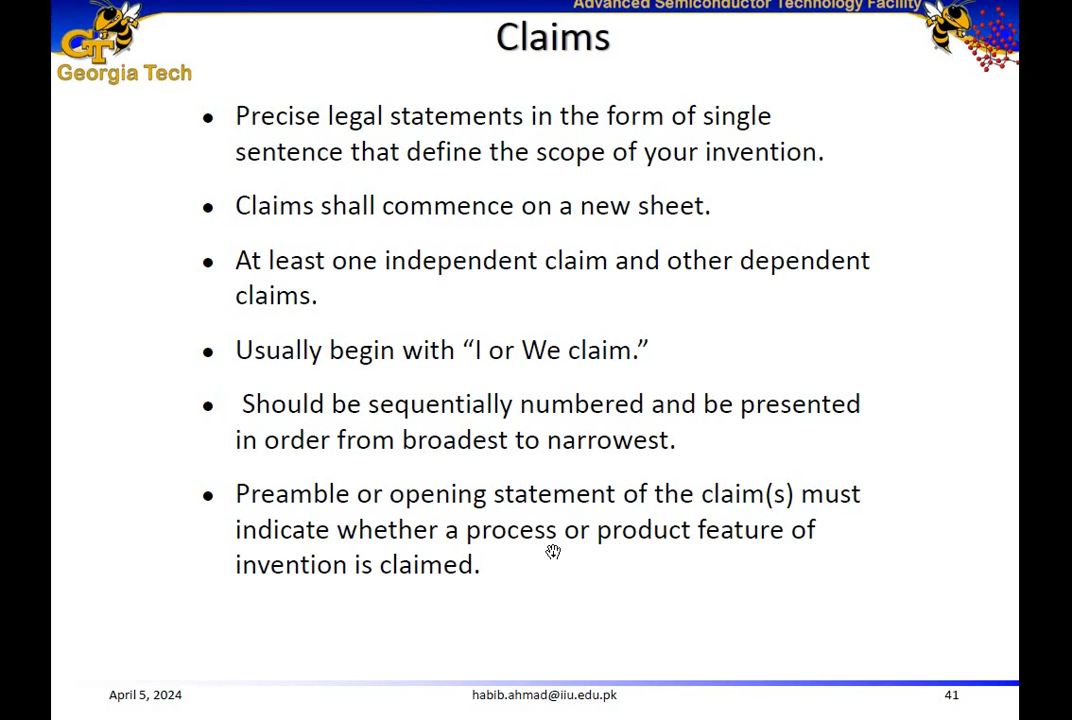 Advanced Semiconductor Technology Facility
Claims
GT
Georgia Tech
• Precise legal statements in the form of single
sentence that define the scope of your invention.
• Claims shall commence on a new sheet.
• At least one independent claim and other dependent
claims.
• Usually begin with “I or We claim.”
• Should be sequentially numbered and be presented
in order from broadest to narrowest.
• Preamble or opening statement of the claim(s) must
indicate whether a process or product feature of
invention is claimed.
April 5, 2024
habib.ahmad@iiu.edu.pk
41